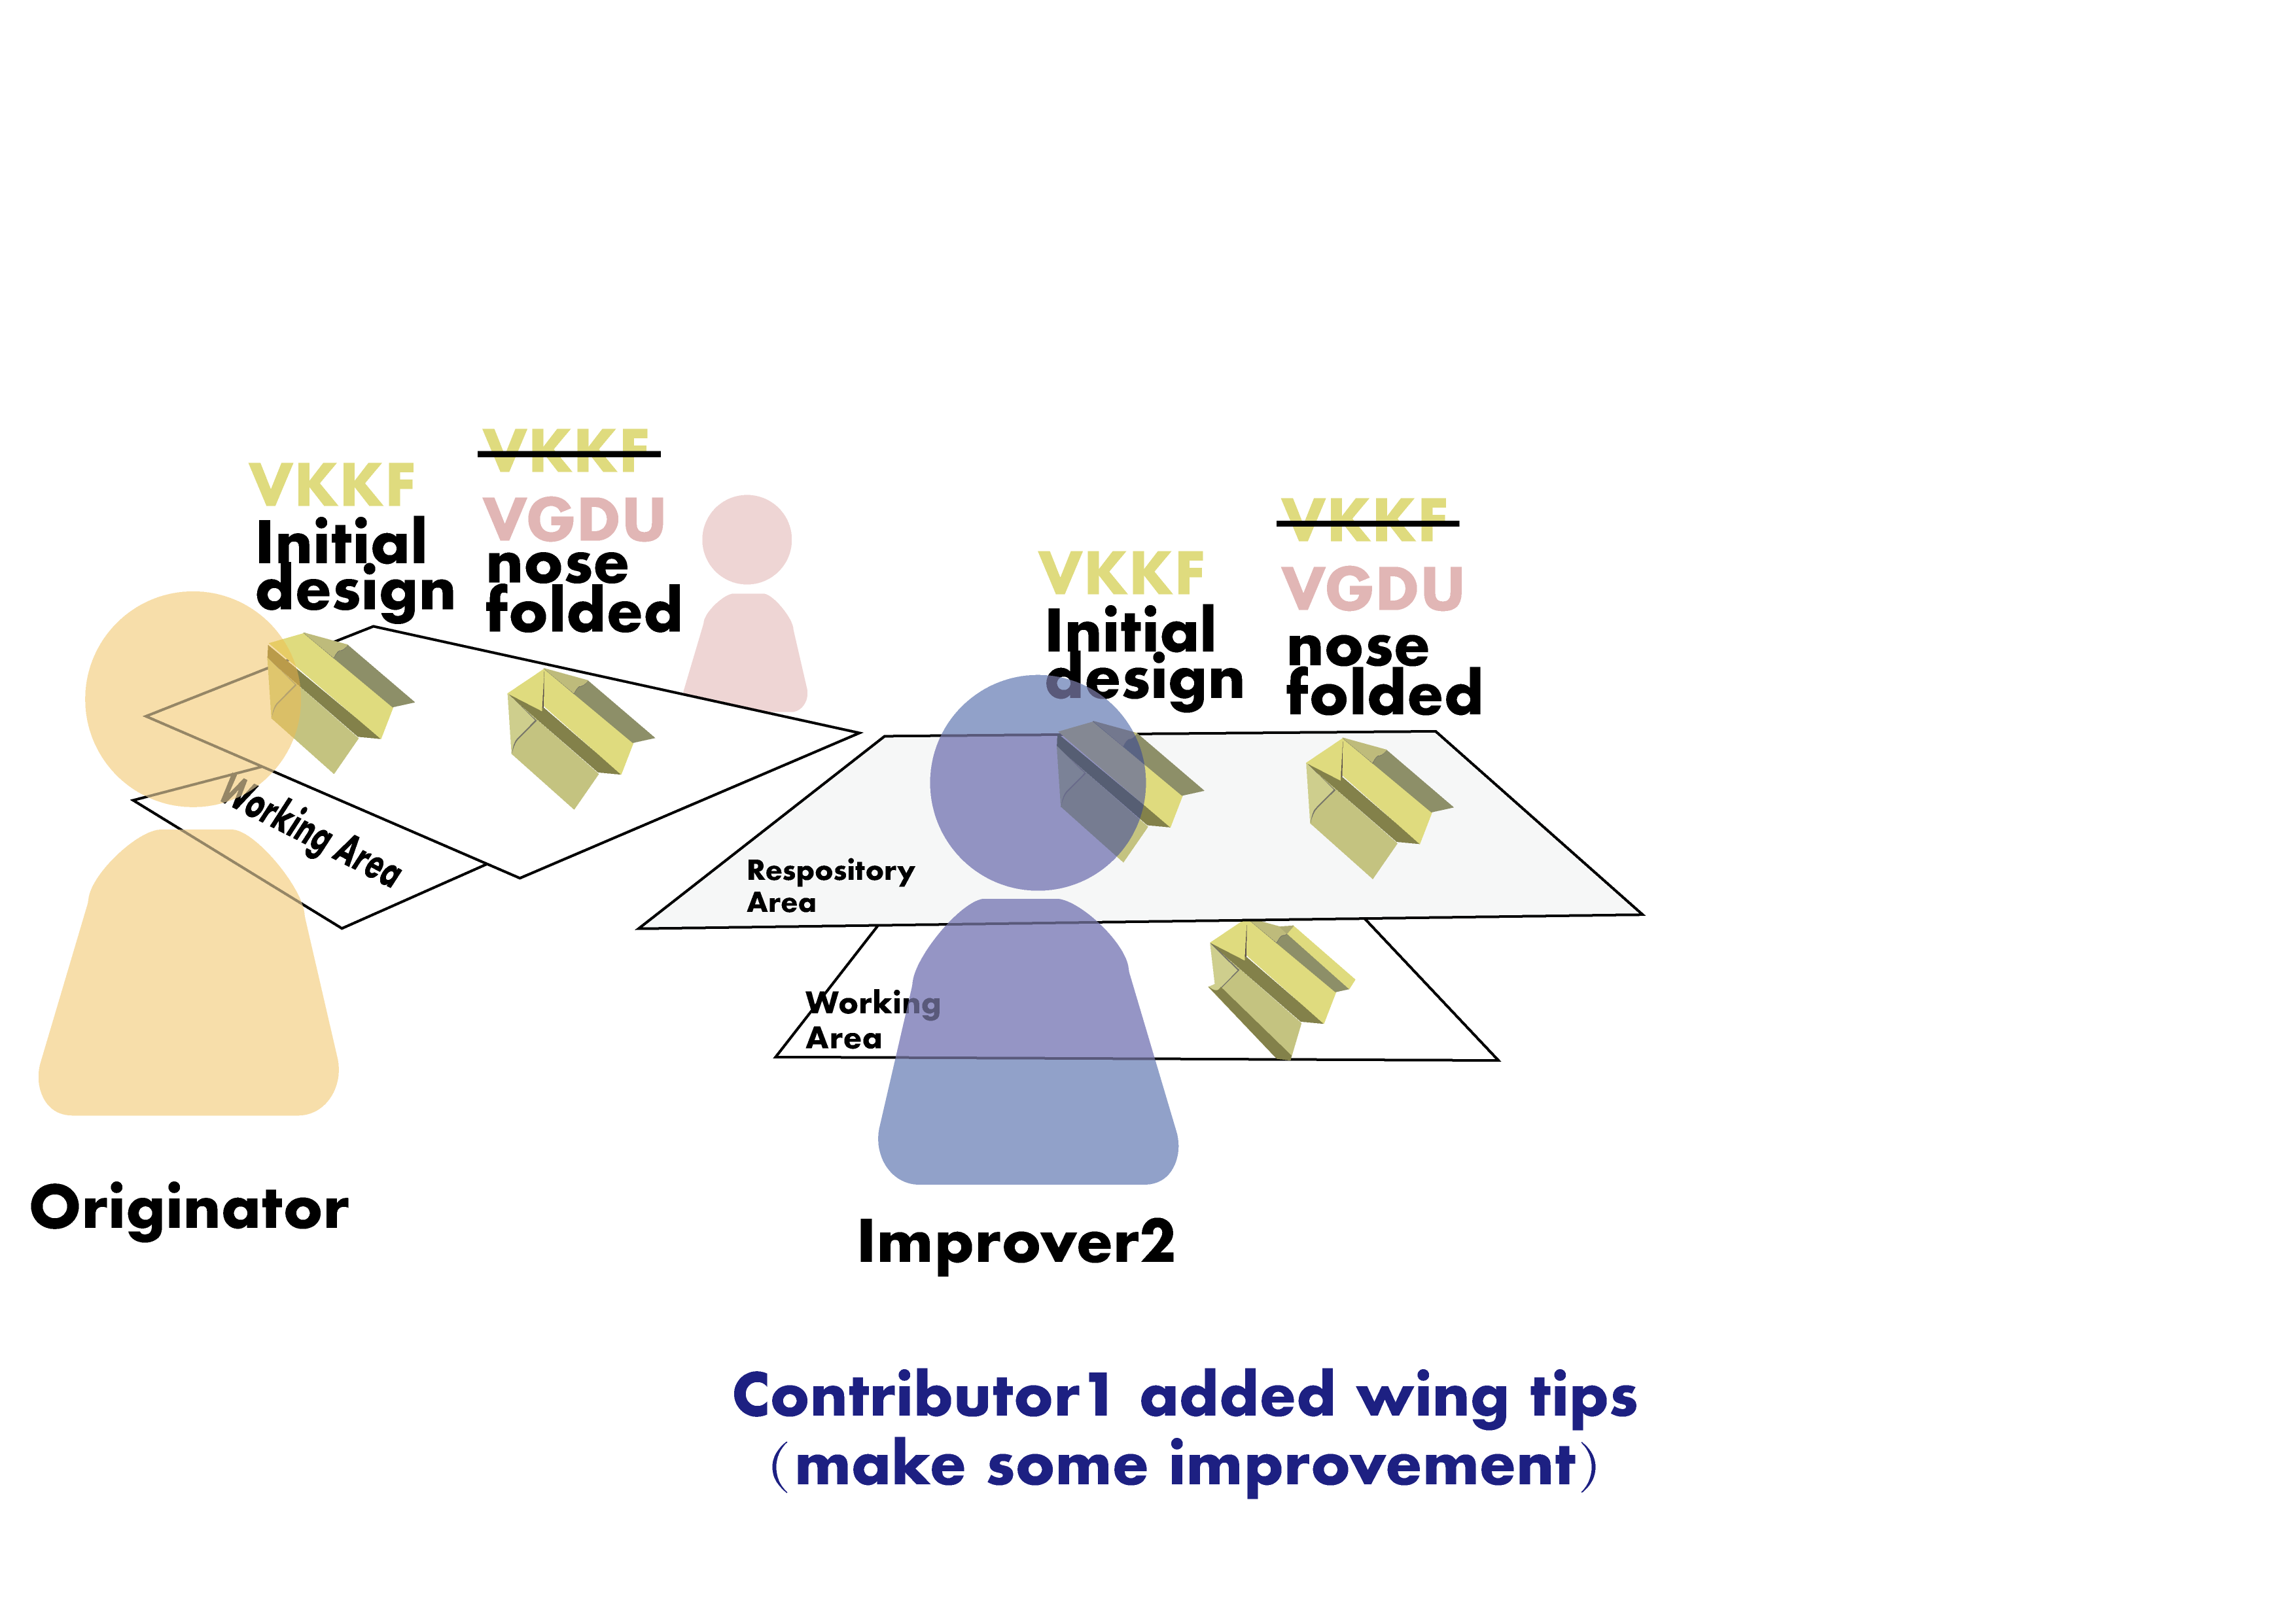 VKKF
Initial
design
VKKF
VGDU
nose
folded
Working Area
Originator
VKKF
Initial
design
VKKF
VGDU
nose
folded
Respository
Area
Working
Area
Improver2
Contributor1 added wing tips
(make some improvement)